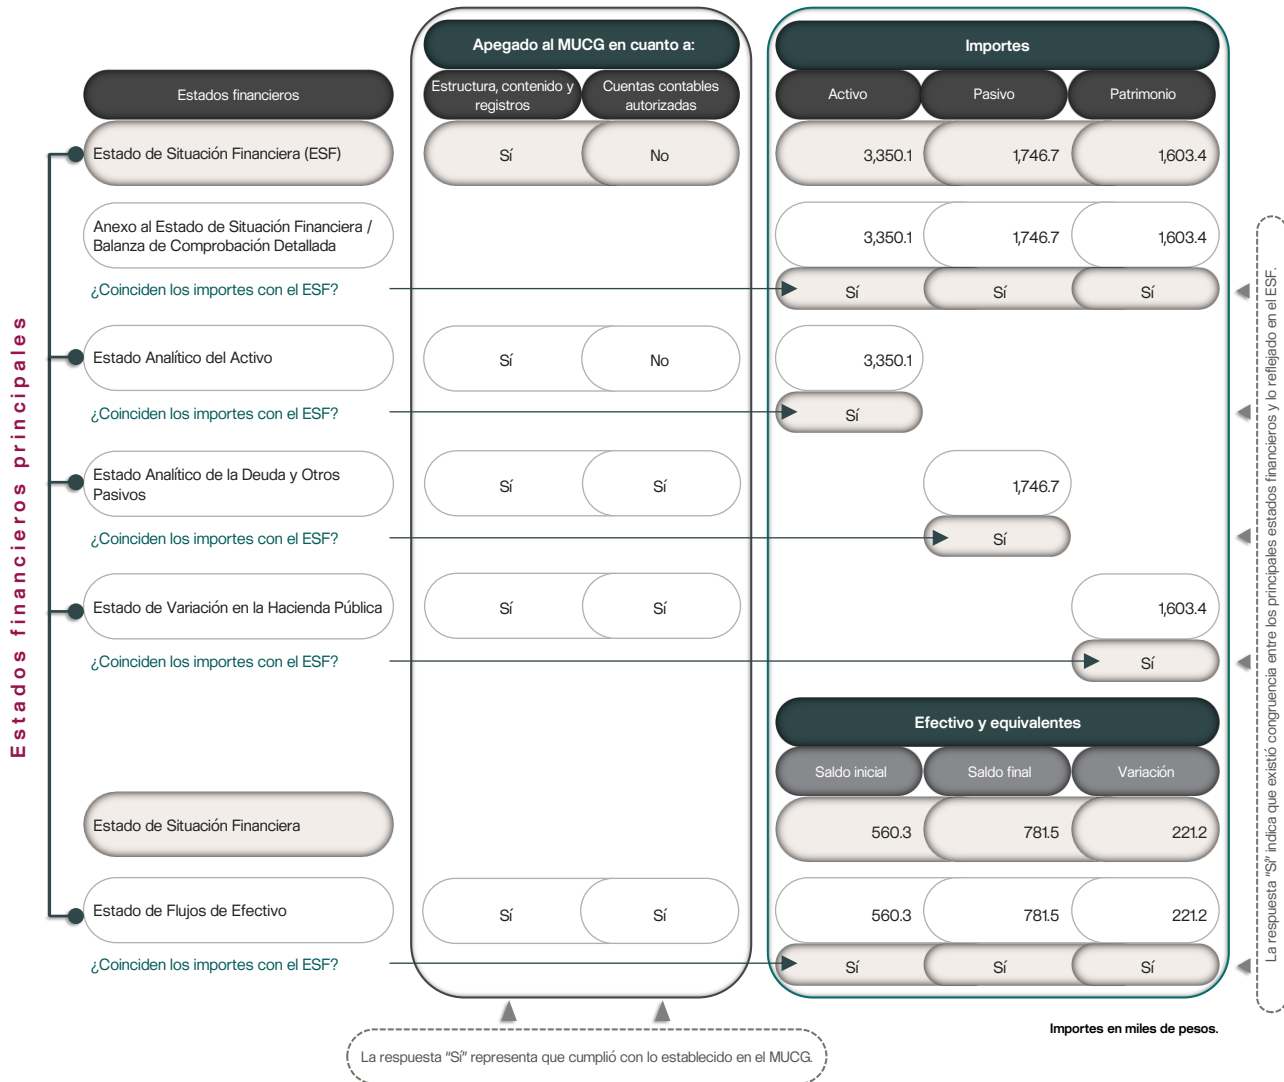 Apegado al MUCG en cuanto a:
Importes
Estados financieros
Estructura, contenido y
registros
Cuentas contables
autorizadas
Activo
Pasivo
Patrimonio
Estados financieros principales
Estado de Situación Financiera (ESF)
Sí
No
3,350.1
1,746.7
1,603.4
Anexo al Estado de Situación Financiera /
Balanza de Comprobación Detallada
3,350.1
1,746.7
1,603.4
¿Coinciden los importes con el ESF?
Sí
Sí
Sí
Estado Analítico del Activo
Sí
No
3,350.1
¿Coinciden los importes con el ESF?
Sí
Estado Analítico de la Deuda y Otros
Pasivos
Sí
Sí
1,746.7
¿Coinciden los importes con el ESF?
Sí
Estado de Variación en la Hacienda Pública
Sí
Sí
1,603.4
¿Coinciden los importes con el ESF?
Sí
Efectivo y equivalentes
Saldo inicial
Saldo final
Variación
Estado de Situación Financiera
560.3
781.5
221.2
Estado de Flujos de Efectivo
Sí
Sí
560.3
781.5
221.2
¿Coinciden los importes con el ESF?
Sí
Sí
Sí
La respuesta "Sí" indica que existió congruencia entre los principales estados financieros y lo reflejado en el ESF.
Importes en miles de pesos.
La respuesta "Sí" representa que cumplió con lo establecido en el MUCG.